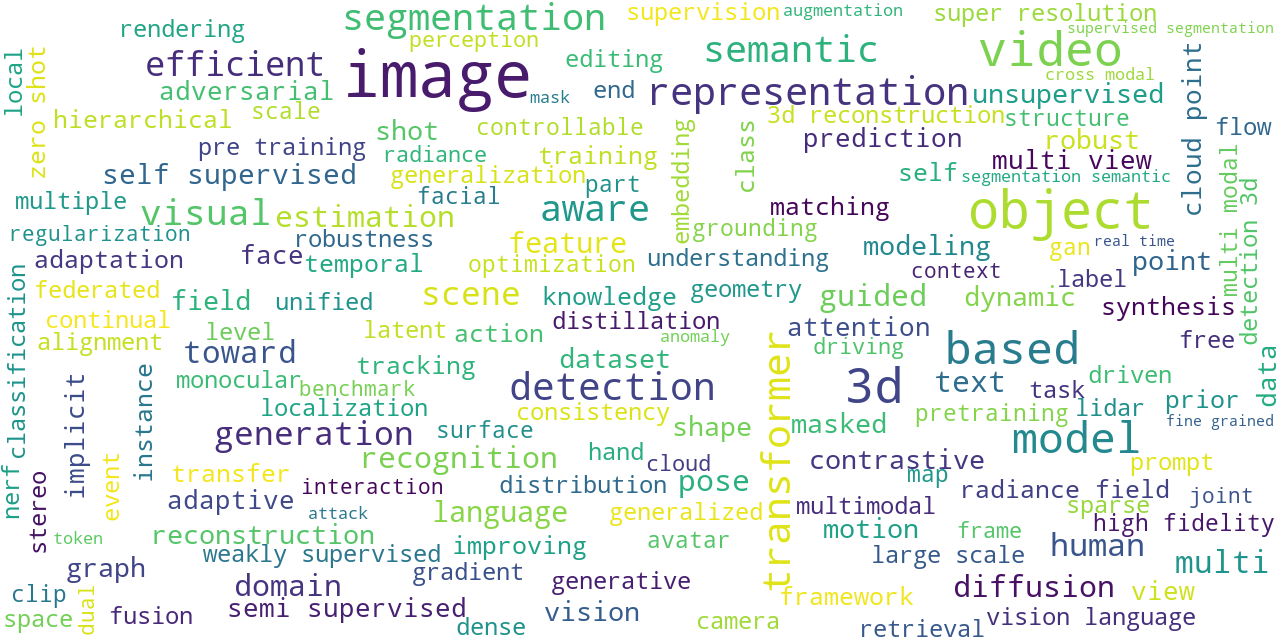 segmentation
supervision
augmentation
super resolution
rendering
perception
supervised segmentation
efficient
image
editing
semantic
video
local
zero shot
adversarial
mask
end
representation
cross modal
unsupervised
cloud point
hierarchical
scale
shot
controllable
3d reconstruction
structure
flow
pre training
radiance
training
embedding
class
prediction
robust
multi view
self supervised
generalization
part
self
segmentation semantic
multi modal
detection 3d
multiple
visual
estimation
facial
aware
matching
object
regularization
robustness
feature
grounding
modeling
gan
real time
adaptation
face
temporal
optimization
understanding
context
label
point
federated
field
unified
scene
knowledge
geometry
guided
dynamic
synthesis
continual
level
latent
action
distillation
anomaly
attention
free
alignment
toward
tracking
dataset
transformer
driving
based
classification
monocular
benchmark
detection
3d
text
task
driven
data
implicit
instance
localization
consistency
masked
pretraining
lidar
prior
fine grained
generation
surface
shape
model
nerf
recognition
hand
cloud
contrastive
map
prompt
stereo
event
transfer
interaction
distribution
pose
radiance field
joint
adaptive
attack
language
generalized
multimodal
sparse
high fidelity
token
reconstruction
improving
avatar
motion
frame
graph
weakly supervised
gradient
generative
large scale
human
multi
clip
dual
domain
diffusion
view
space
fusion
semi supervised
dense
vision
camera
framework
retrieval
vision language